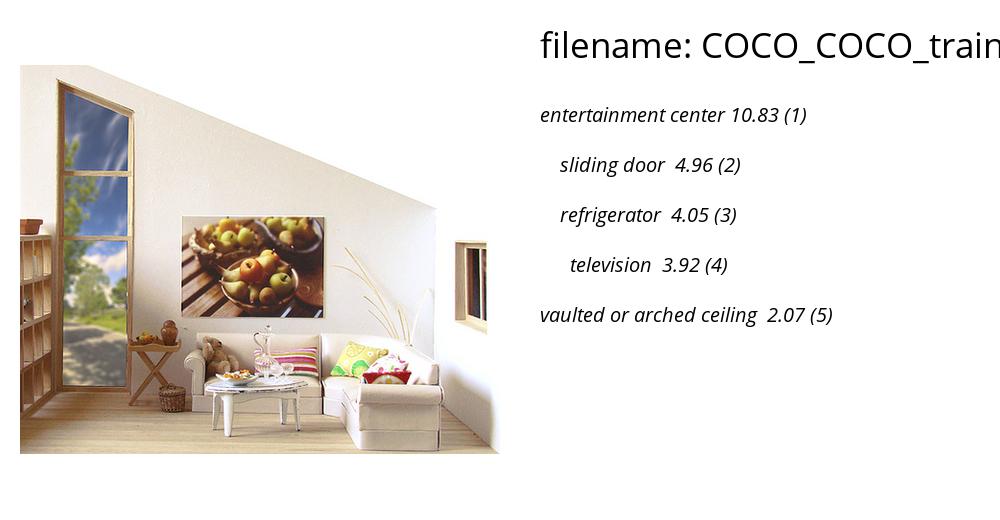 filename: COCO_COCO_train
entertainment center 10.83 (1)
sliding door 4.96 (2)
refrigerator 4.05 (3)
television 3.92 (4)
vaulted or arched ceiling 2.07 (5)